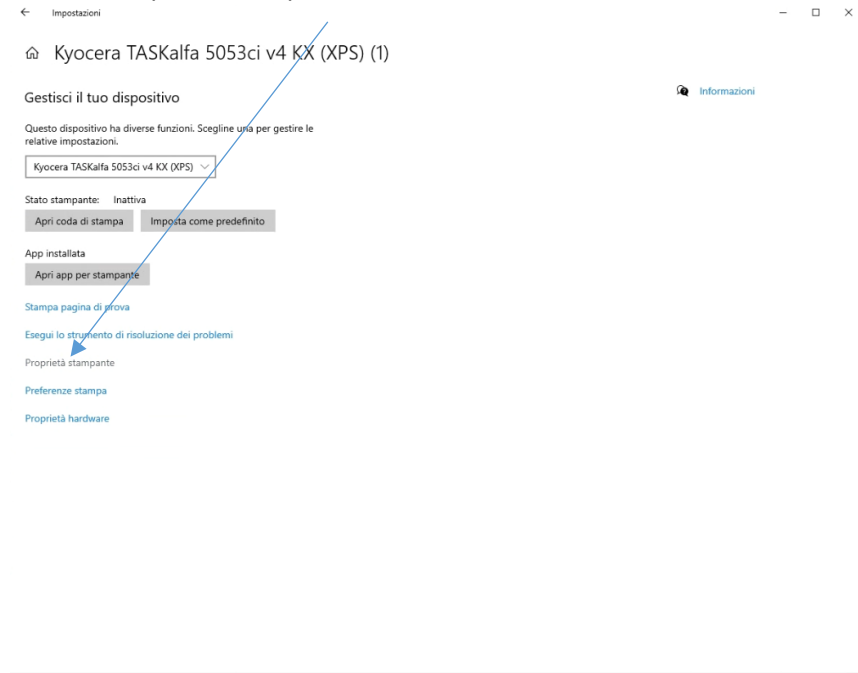 Impostazioni
Kyocera TASKalfa 5053ci v4 KX (XPS) (1)
Gestisci il tuo dispositivo
Informazioni
Questo dispositivo ha diverse funzioni. Scegline una per gestire le
relative impostazioni.
Kyocera TASKalfa 5053ci v4 KX (XPS)
Stato stampante: Inattiva
Apri coda di stampa Imposta come predefinito
App installata
Apri app per stampante
Stampa pagina di prova
Esegui lo strumento di risoluzione dei problemi
Proprietà stampante
Preferenze stampa
Proprietà hardware